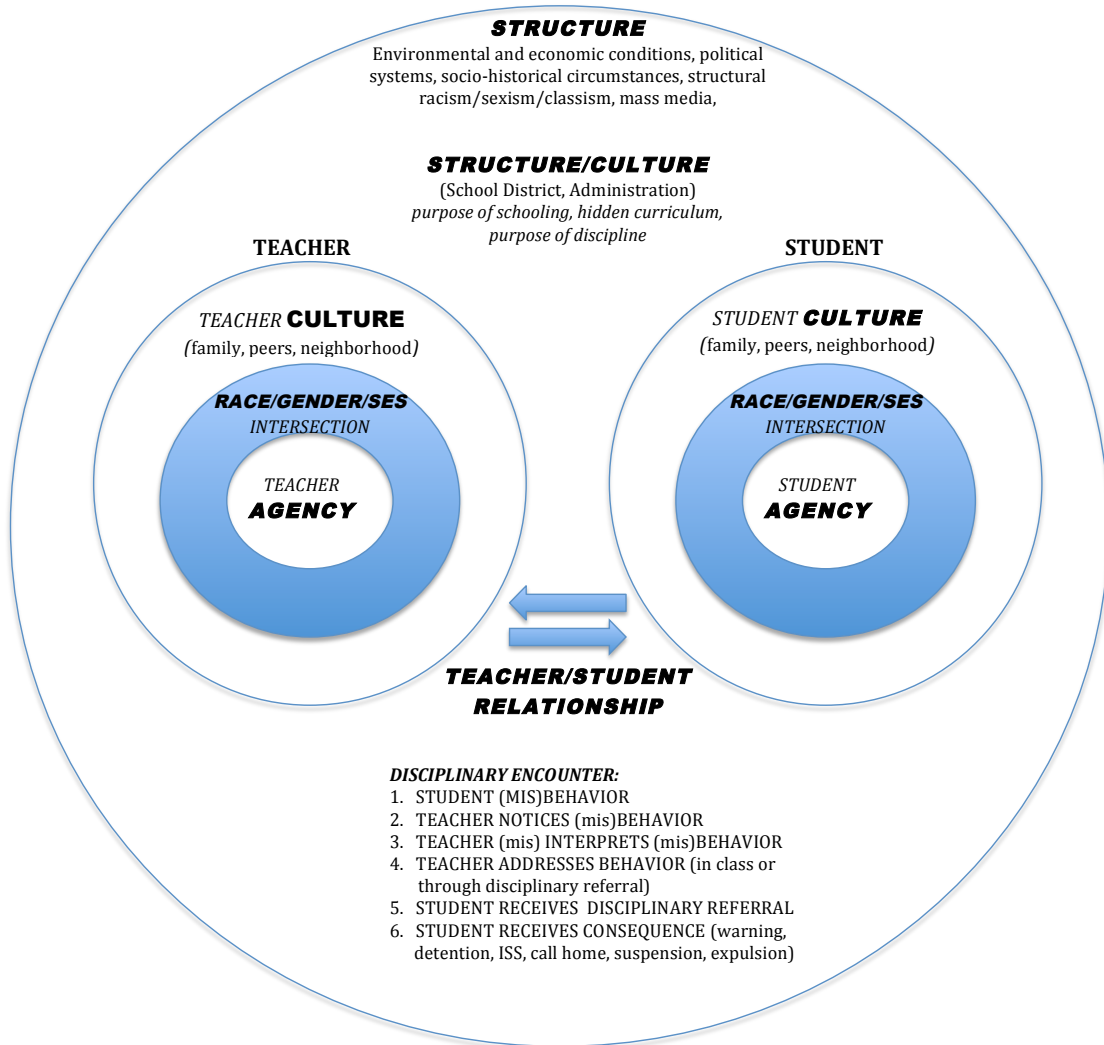 STRUCTURE
Environmental and economic conditions, political
systems, socio-historical circumstances, structural
racism/sexism/classism, mass media,
STRUCTURE/CULTURE
(School District, Administration)
purpose of schooling, hidden curriculum,
purpose of discipline
TEACHER
TEACHER CULTURE
(family, peers, neighborhood)
RACE/GENDER/SES
INTERSECTION
TEACHER
AGENCY
STUDENT
STUDENT CULTURE
(family, peers, neighborhood)
RACE/GENDER/SES
INTERSECTION
STUDENT
AGENCY
TEACHER/STUDENT
RELATIONSHIP
DISCIPLINARY ENCOUNTER:
1. STUDENT (MIS)BEHAVIOR
2. TEACHER NOTICES (mis)BEHAVIOR
3. TEACHER (mis) INTERPRETS (mis)BEHAVIOR
4. TEACHER ADDRESSES BEHAVIOR (in class or
through disciplinary referral)
5. STUDENT RECEIVES DISCIPLINARY REFERRAL
6. STUDENT RECEIVES CONSEQUENCE (warning,
detention, ISS, call home, suspension, expulsion)